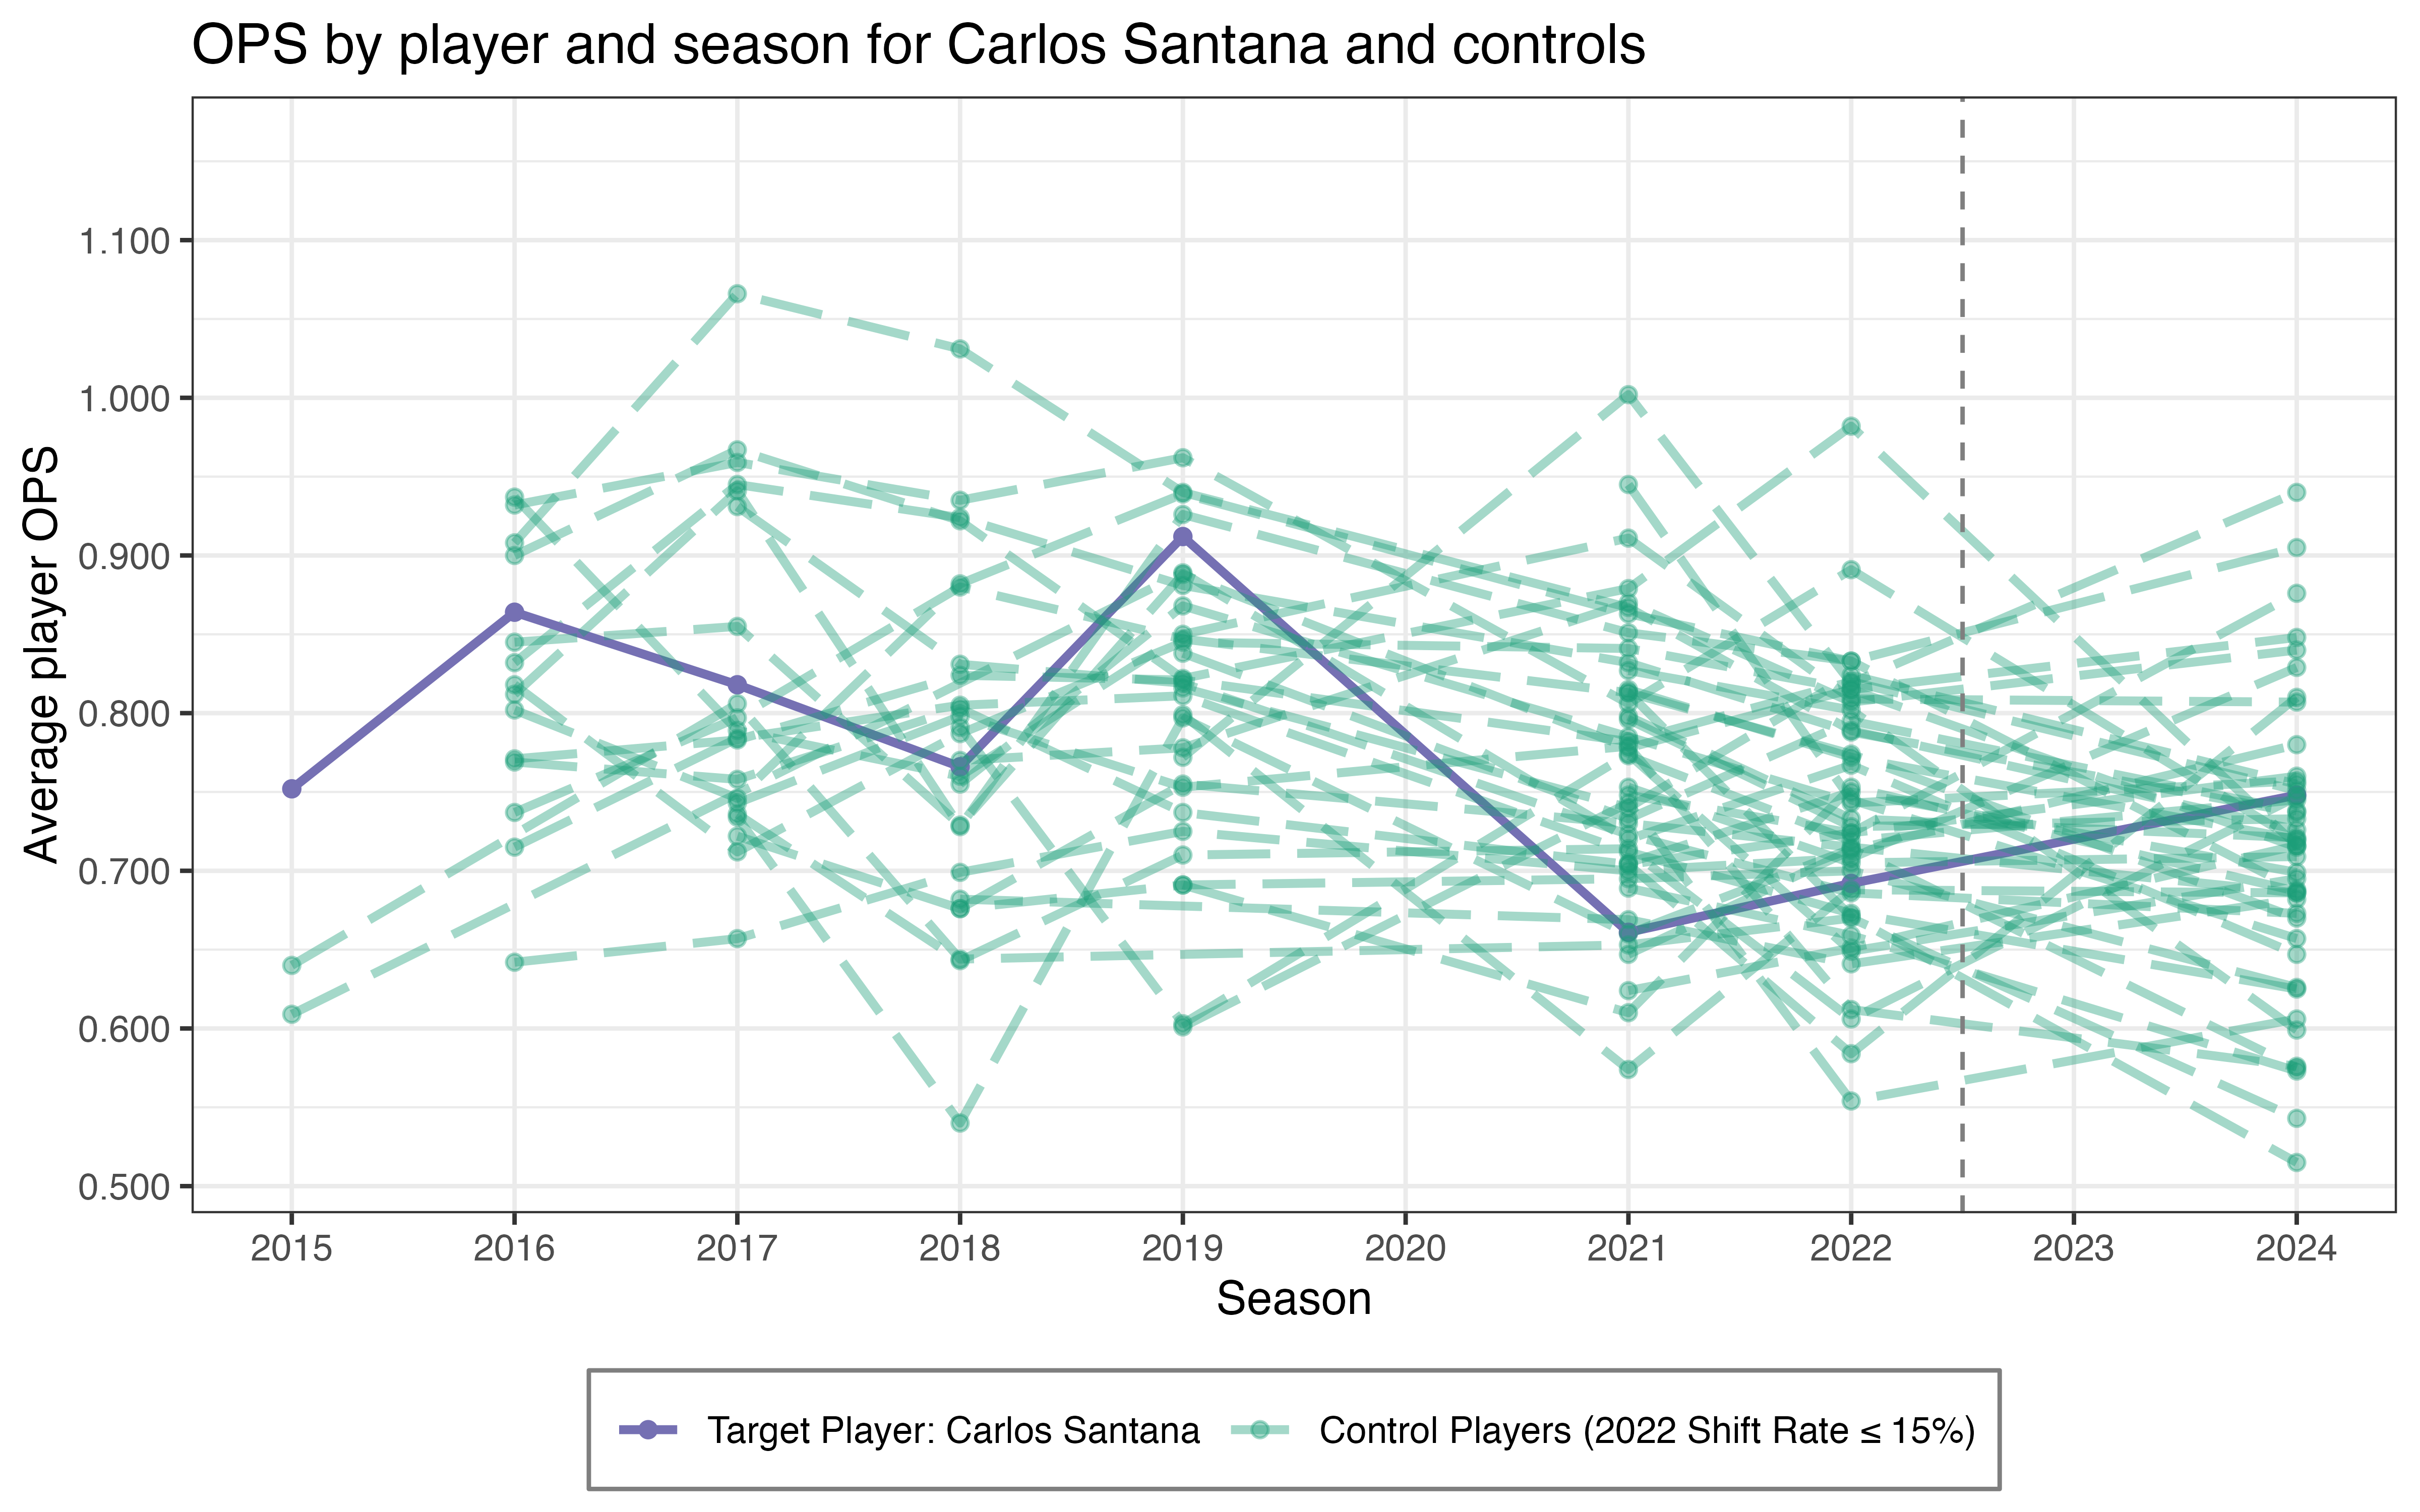 OPS by player and season for Carlos Santana and controls
Average player OPS
1.100
1.000
0.900
0.800
0.700
0.600
0.500
2015 2016 2017 2018 2019 2020 2021 2022 2023 2024
Season
Target Player: Carlos Santana Control Players (2022 Shift Rate ≤ 15%)